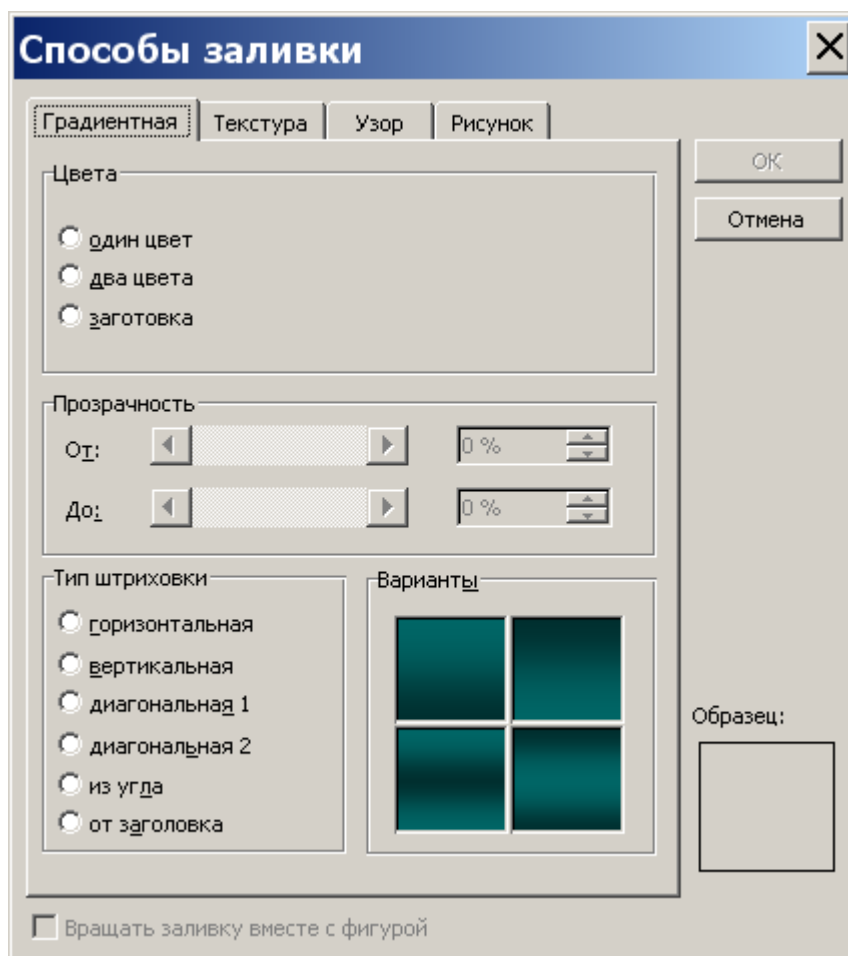 Способы заливки
Градиентная Текстура Узор Рисунок
Цвета
один цвет
два цвета
заготовка
ОК
Отмена
Прозрачность
От: 0 %
До: 0 %
Тип штриховки
горизонтальная
вертикальная
диагональная 1
диагональная 2
из угла
от заголовка
Варианты
Образец:
Вращать заливку вместе с фигурой